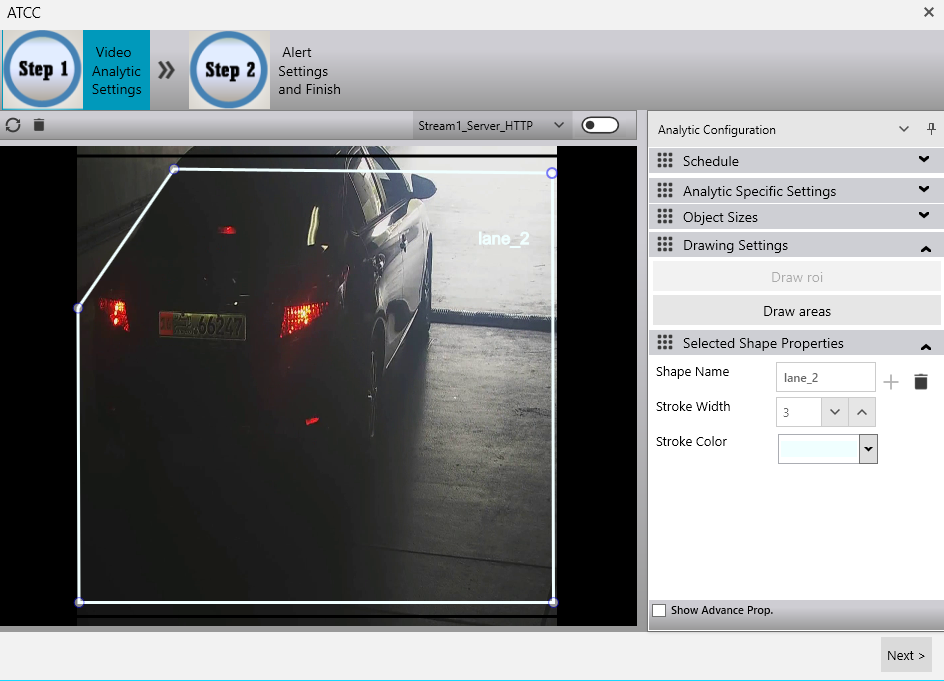 ATCC
Step 1
Video
Analytic
Settings
Step 2
Alert
Settings
and Finish
Stream1_Server_HTTP
lane_2
66247
Analytic Configuration
Schedule
Analytic Specific Settings
Object Sizes
Drawing Settings
Draw roi
Draw areas
Selected Shape Properties
Shape Name
lane_2
Stroke Width
3
Stroke Color
Show Advance Prop.
Next >